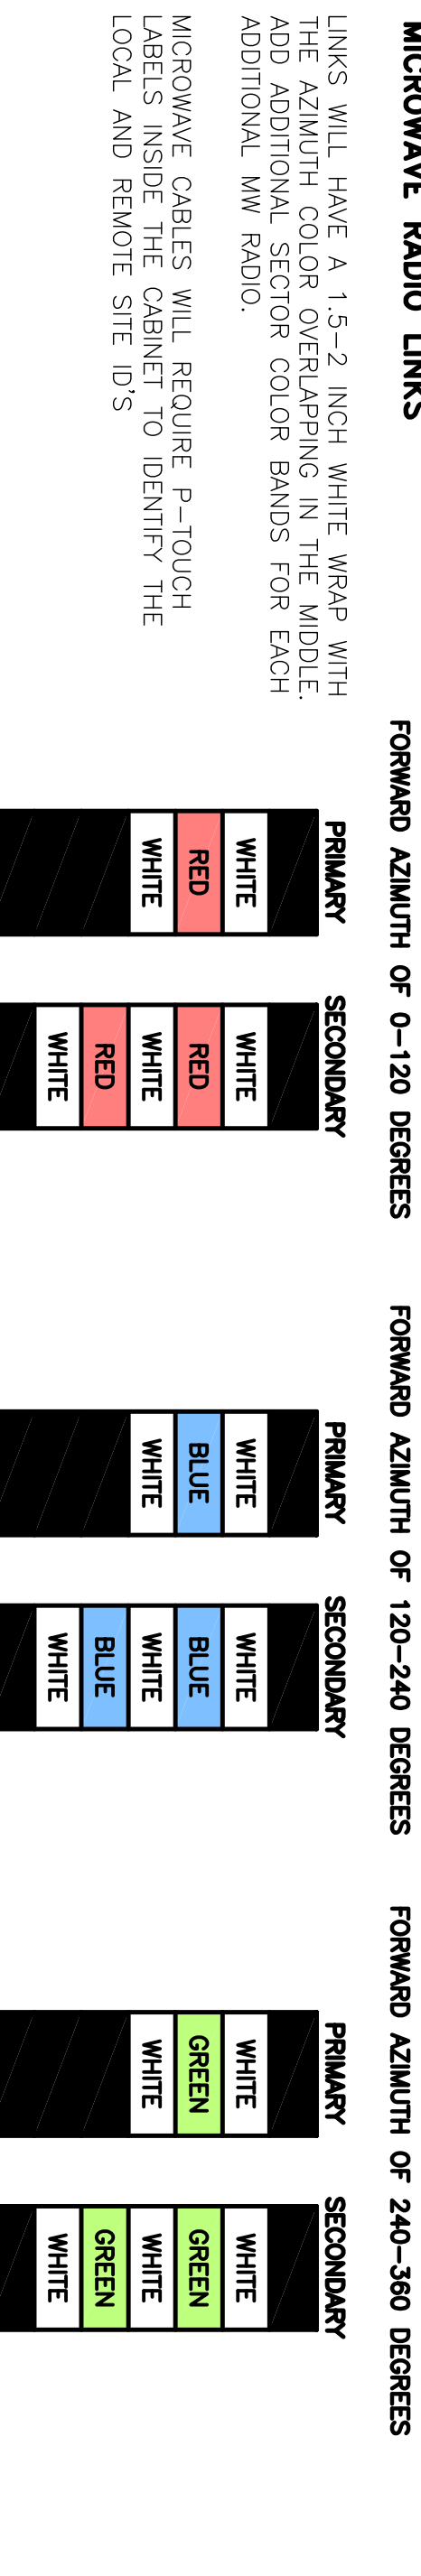 MICROWAVE RADIO LINKS
LINKS WILL HAVE A 1.5-2 INCH WHITE WRAP WITH
THE AZIMUTH COLOR OVERLAPPING IN THE MIDDLE.
ADD ADDITIONAL SECTOR COLOR BANDS FOR EACH
ADDITIONAL MW RADIO.
MICROWAVE CABLES WILL REQUIRE P-TOUCH
LABELS INSIDE THE CABINET TO IDENTIFY THE
LOCAL AND REMOTE SITE ID'S
FORWARD AZIMUTH OF 0-120 DEGREES
PRIMARY
WHITE
RED
WHITE
SECONDARY
WHITE
RED
WHITE
RED
WHITE
FORWARD AZIMUTH OF 120-240 DEGREES
PRIMARY
WHITE
BLUE
WHITE
SECONDARY
WHITE
BLUE
WHITE
BLUE
WHITE
FORWARD AZIMUTH OF 240-360 DEGREES
PRIMARY
WHITE
GREEN
WHITE
SECONDARY
WHITE
GREEN
WHITE
GREEN
WHITE